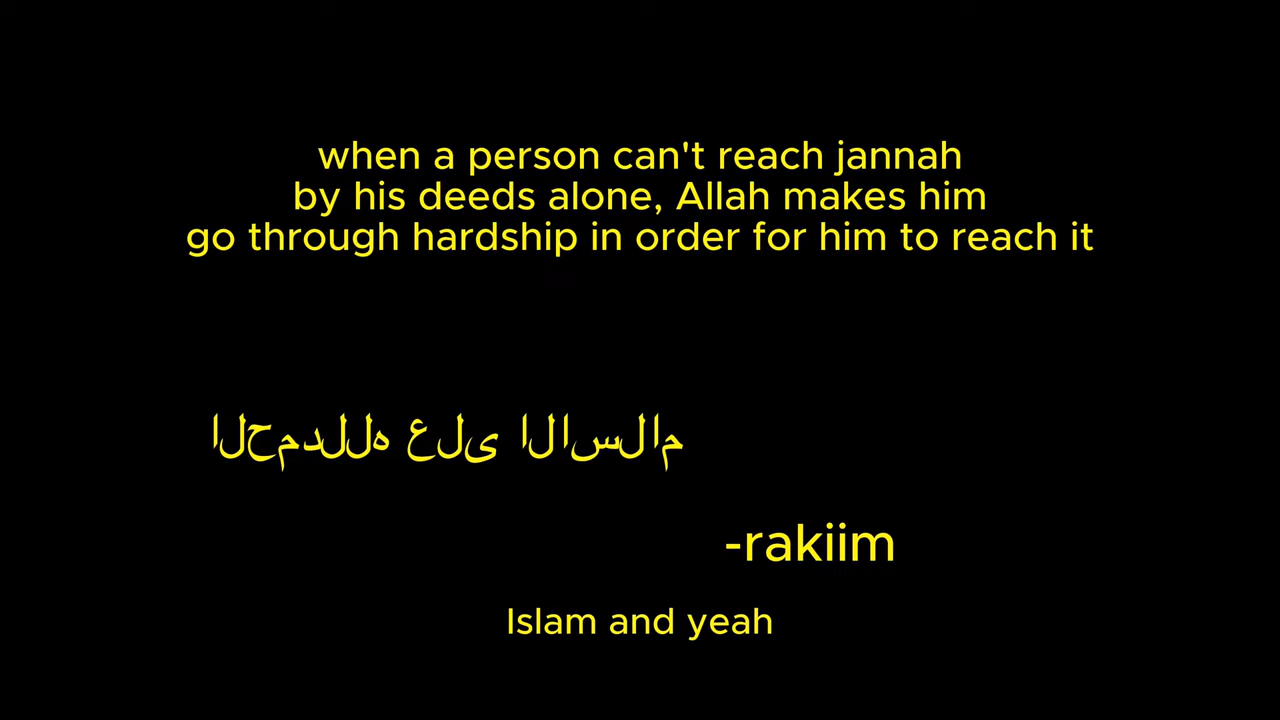 when a person can't reach jannah
by his deeds alone, Allah makes him
go through hardship in order for him to reach it
الحمدلله على الاسلام
-rakiim
Islam and yeah